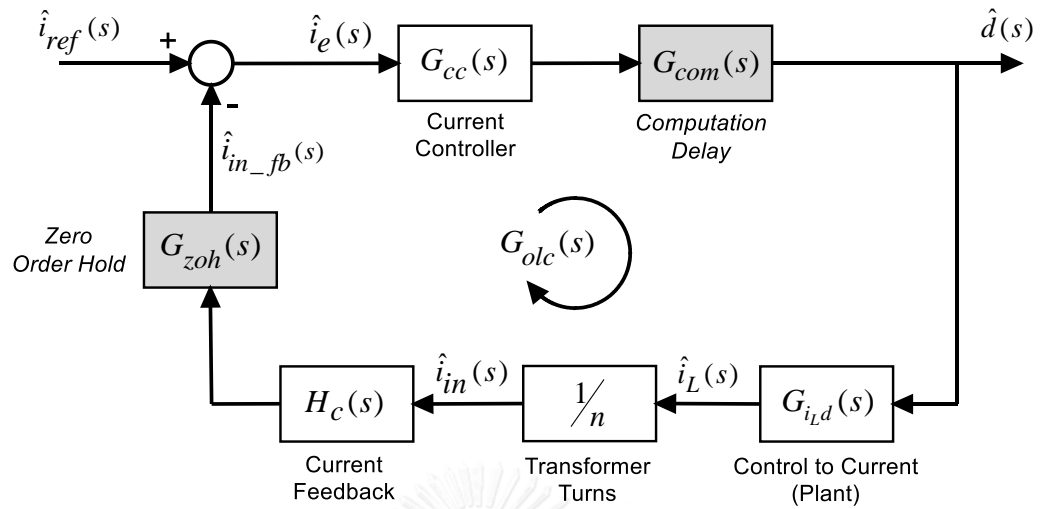 î_ref(s)
+
-
î_e(s)
G_cc(s)
Current
Controller
G_com(s)
Computation
Delay
d̂(s)
î_in_fb(s)
Zero
Order Hold
G_zoh(s)
G_olc(s)
H_c(s)
Current
Feedback
î_in(s)
1/n
Transformer
Turns
î_L(s)
G_i_Ld(s)
Control to Current
(Plant)